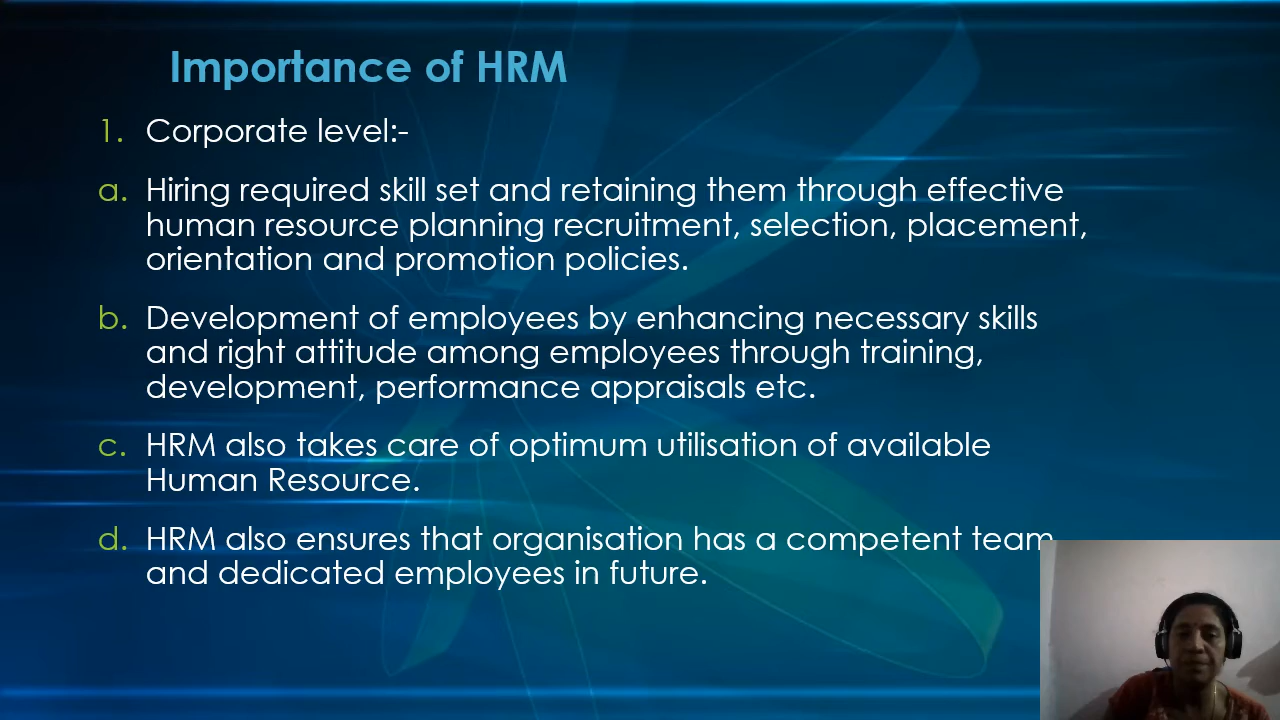 Importance of HRM
1. Corporate level:-
a. Hiring required skill set and retaining them through effective
human resource planning recruitment, selection, placement,
orientation and promotion policies.
b. Development of employees by enhancing necessary skills
and right attitude among employees through training,
development, performance appraisals etc.
c. HRM also takes care of optimum utilisation of available
Human Resource.
d. HRM also ensures that organisation has a competent team
and dedicated employees in future.